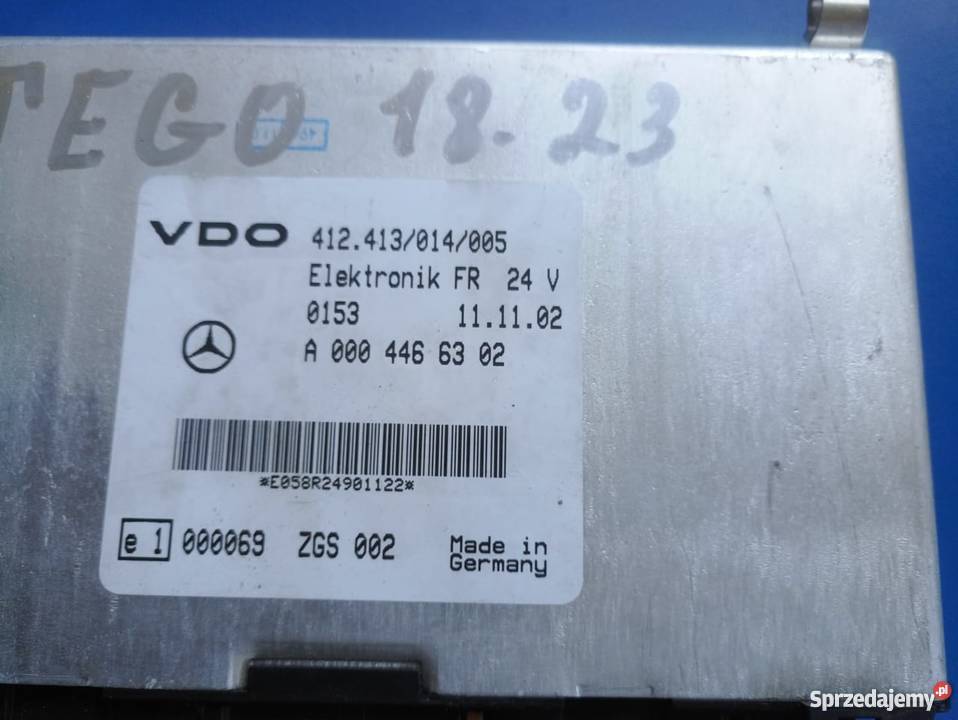 TEGO 18.23
VDO 412.413/014/005
Elektronik FR 24 V
0153 11.11.02
A 000 446 63 02
*E058R24901122*
e 1 000069 ZGS 002 Made in
Germany
Sprzedajemy.pl